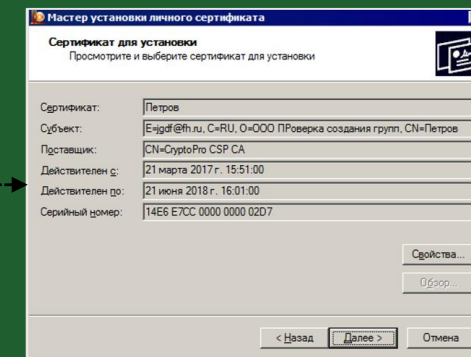 Мастер установки личного сертификата
Сертификат для установки
Просмотрите и выберите сертификат для установки
Сертификат: Петров
Субъект: E=jgdf@fh.ru, C=RU, O=ООО ПРоверка создания групп, CN=Петров
Поставщик: CN=CryptoPro CSP CA
Действителен с: 21 марта 2017 г. 15:51:00
Действителен по: 21 июня 2018 г. 16:01:00
Серийный номер: 14E6 E7CC 0000 0000 02D7
Свойства...
Обзор...
< Назад Далее > Отмена